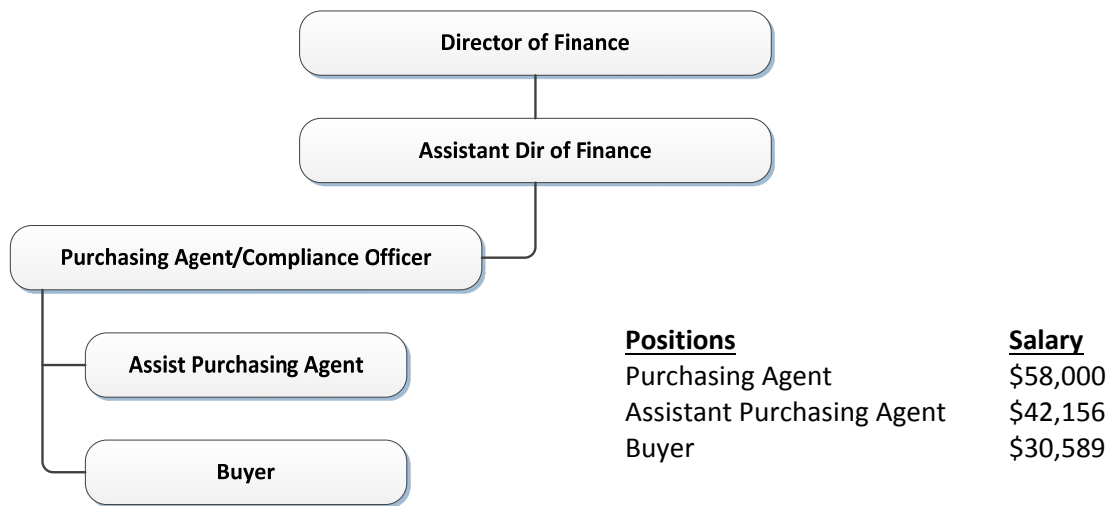 Director of Finance
Assistant Dir of Finance
Purchasing Agent/Compliance Officer
Assist Purchasing Agent
Buyer
Positions Salary
Purchasing Agent $58,000
Assistant Purchasing Agent $42,156
Buyer $30,589